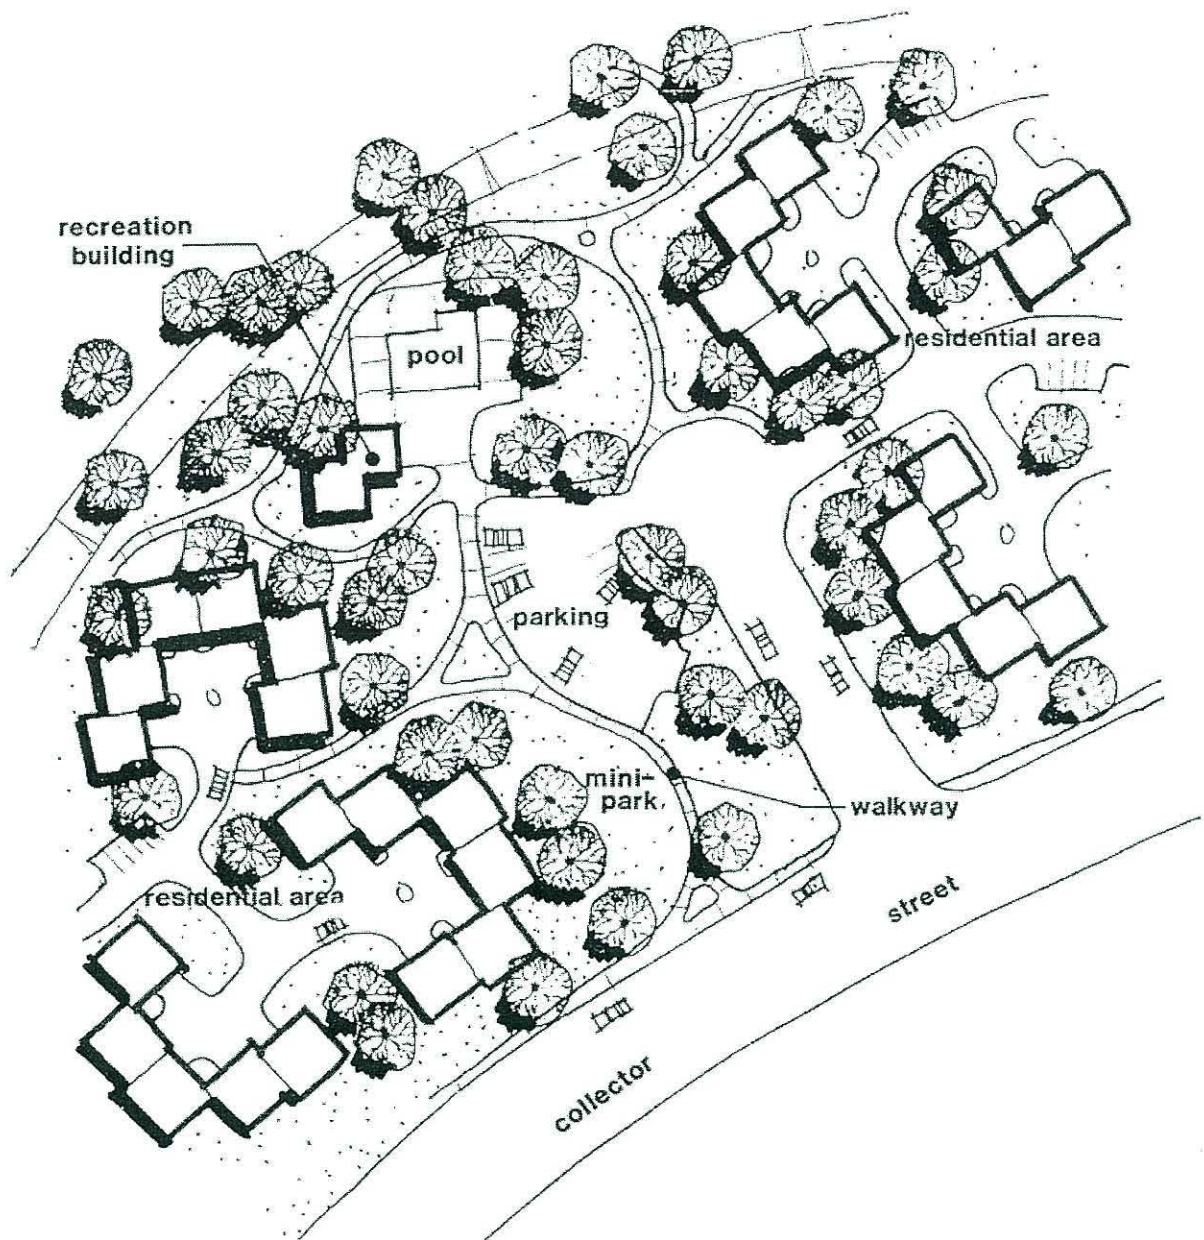 recreation
building
pool
residential area
parking
mini-
park
walkway
residential area
street
collector